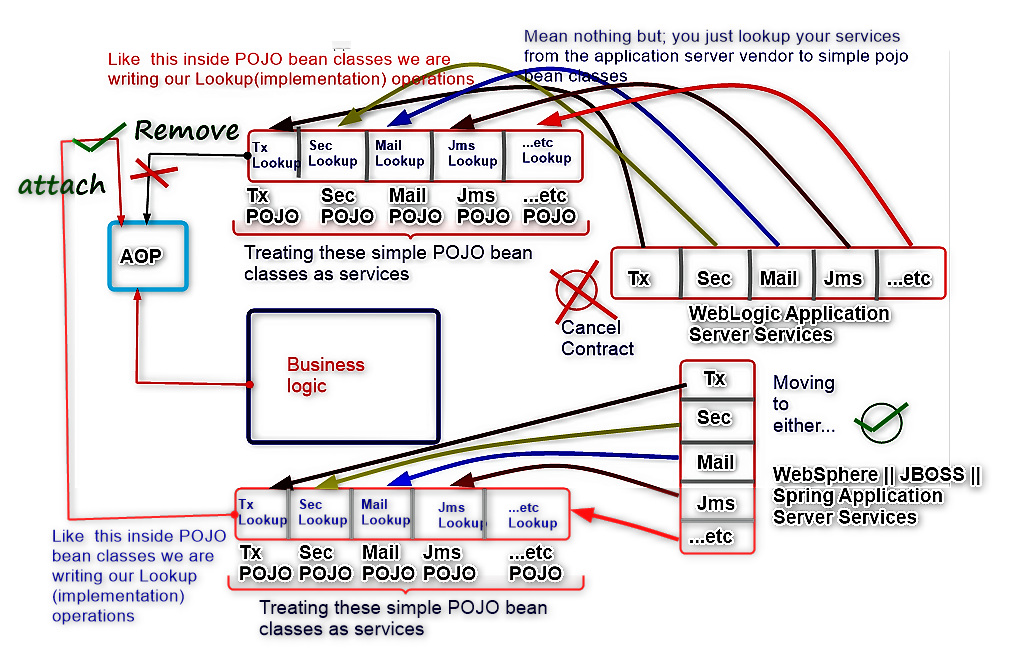 Mean nothing but; you just lookup your services
from the application server vendor to simple pojo
bean classes
Like this inside POJO bean classes we are
writing our Lookup(implementation) operations
Remove
attach
Tx
Lookup
Sec
Lookup
Mail
Lookup
Jms
Lookup
...etc
Lookup
Tx
POJO
Sec
POJO
Mail
POJO
Jms
POJO
...etc
POJO
Treating these simple POJO bean
classes as services
AOP
Tx
Sec
Mail
Jms
...etc
WebLogic Application
Server Services
Cancel
Contract
Business
logic
Tx
Sec
Mail
Jms
...etc
Moving
to
either...
WebSphere || JBOSS ||
Spring Application
Server Services
Tx
Lookup
Sec
Lookup
Mail
Lookup
Jms
Lookup
...etc
Lookup
Tx
POJO
Sec
POJO
Mail
POJO
Jms
POJO
...etc
POJO
Like this inside POJO
bean classes we are
writing our Lookup
(implementation)
operations
Treating these simple POJO bean
classes as services